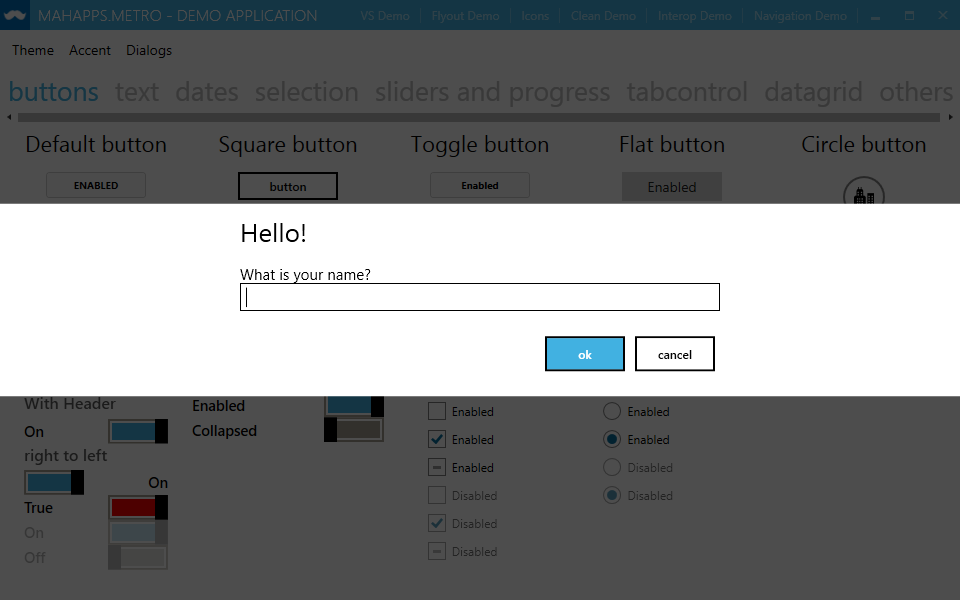 MAHAPPS.METRO - DEMO APPLICATION VS Demo Flyout Demo Icons Clean Demo Interop Demo Navigation Demo
Theme Accent Dialogs
buttons text dates selection sliders and progress tabcontrol datagrid others
Default button Square button Toggle button Flat button Circle button
ENABLED button Enabled Enabled
Hello!
What is your name?
ok cancel
With Header
On
right to left
On
True
On
Off
Enabled
Collapsed
Enabled
Enabled
Enabled
Disabled
Disabled
Disabled
Enabled
Enabled
Disabled
Disabled